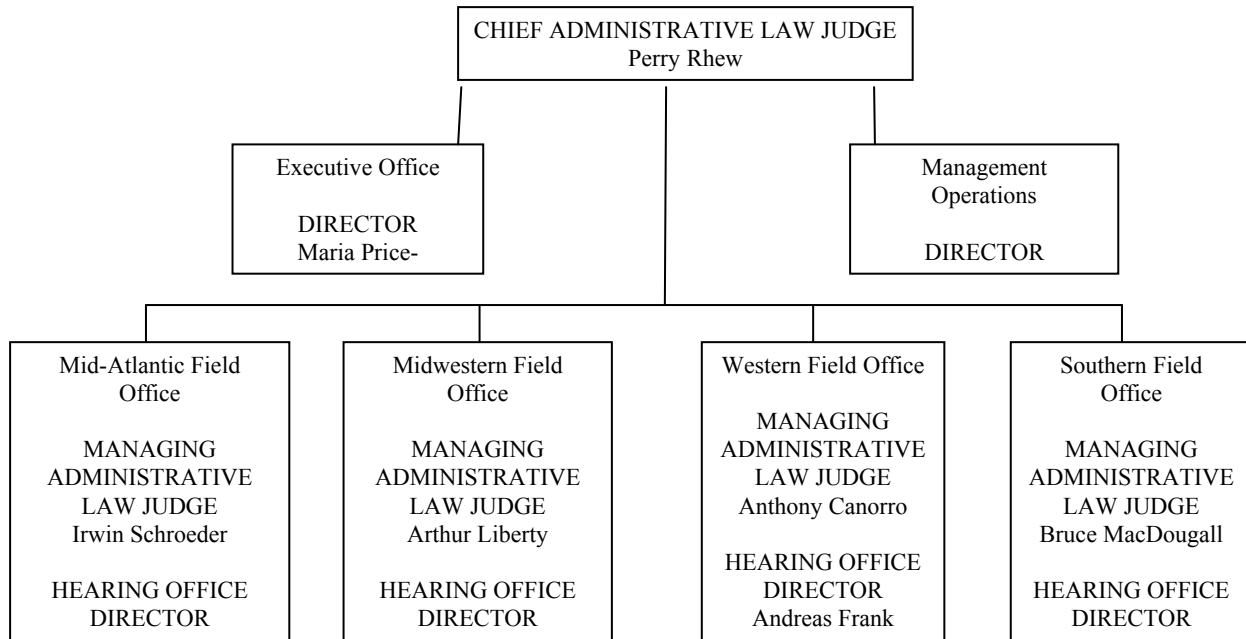 CHIEF ADMINISTRATIVE LAW JUDGE
Perry Rhew
Executive Office
DIRECTOR
Maria Price-
Management
Operations
DIRECTOR
Mid-Atlantic Field
Office
MANAGING
ADMINISTRATIVE
LAW JUDGE
Irwin Schroeder
HEARING OFFICE
DIRECTOR
Midwestern Field
Office
MANAGING
ADMINISTRATIVE
LAW JUDGE
Arthur Liberty
HEARING OFFICE
DIRECTOR
Western Field Office
MANAGING
ADMINISTRATIVE
LAW JUDGE
Anthony Canorro
HEARING OFFICE
DIRECTOR
Andreas Frank
Southern Field
Office
MANAGING
ADMINISTRATIVE
LAW JUDGE
Bruce MacDougall
HEARING OFFICE
DIRECTOR